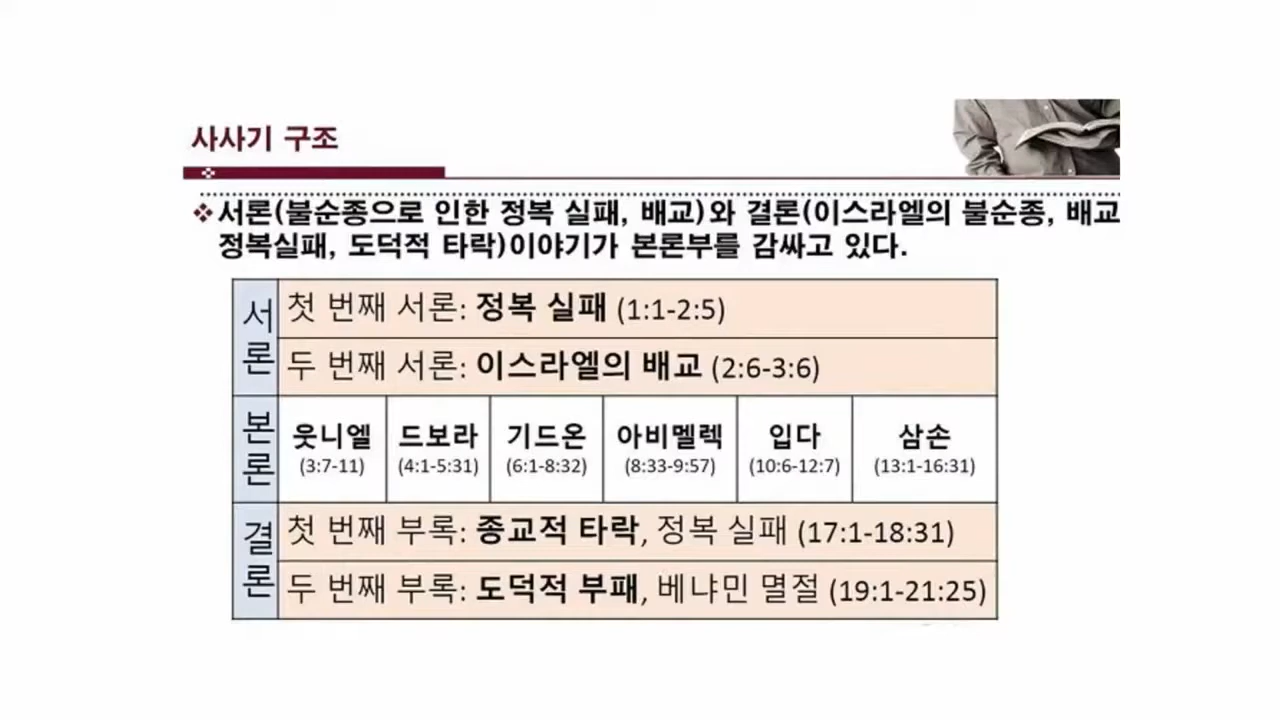 사사기 구조
서론(불순종으로 인한 정복 실패, 배교)와 결론(이스라엘의 불순종, 배교
정복실패, 도덕적 타락)이야기가 본론부를 감싸고 있다.
서론
첫 번째 서론: 정복 실패 (1:1-2:5)
두 번째 서론: 이스라엘의 배교 (2:6-3:6)
본론
웃니엘 드보라 기드온 아비멜렉 입다 삼손
(3:7-11) (4:1-5:31) (6:1-8:32) (8:33-9:57) (10:6-12:7) (13:1-16:31)
결론
첫 번째 부록: 종교적 타락, 정복 실패 (17:1-18:31)
두 번째 부록: 도덕적 부패, 베냐민 멸절 (19:1-21:25)